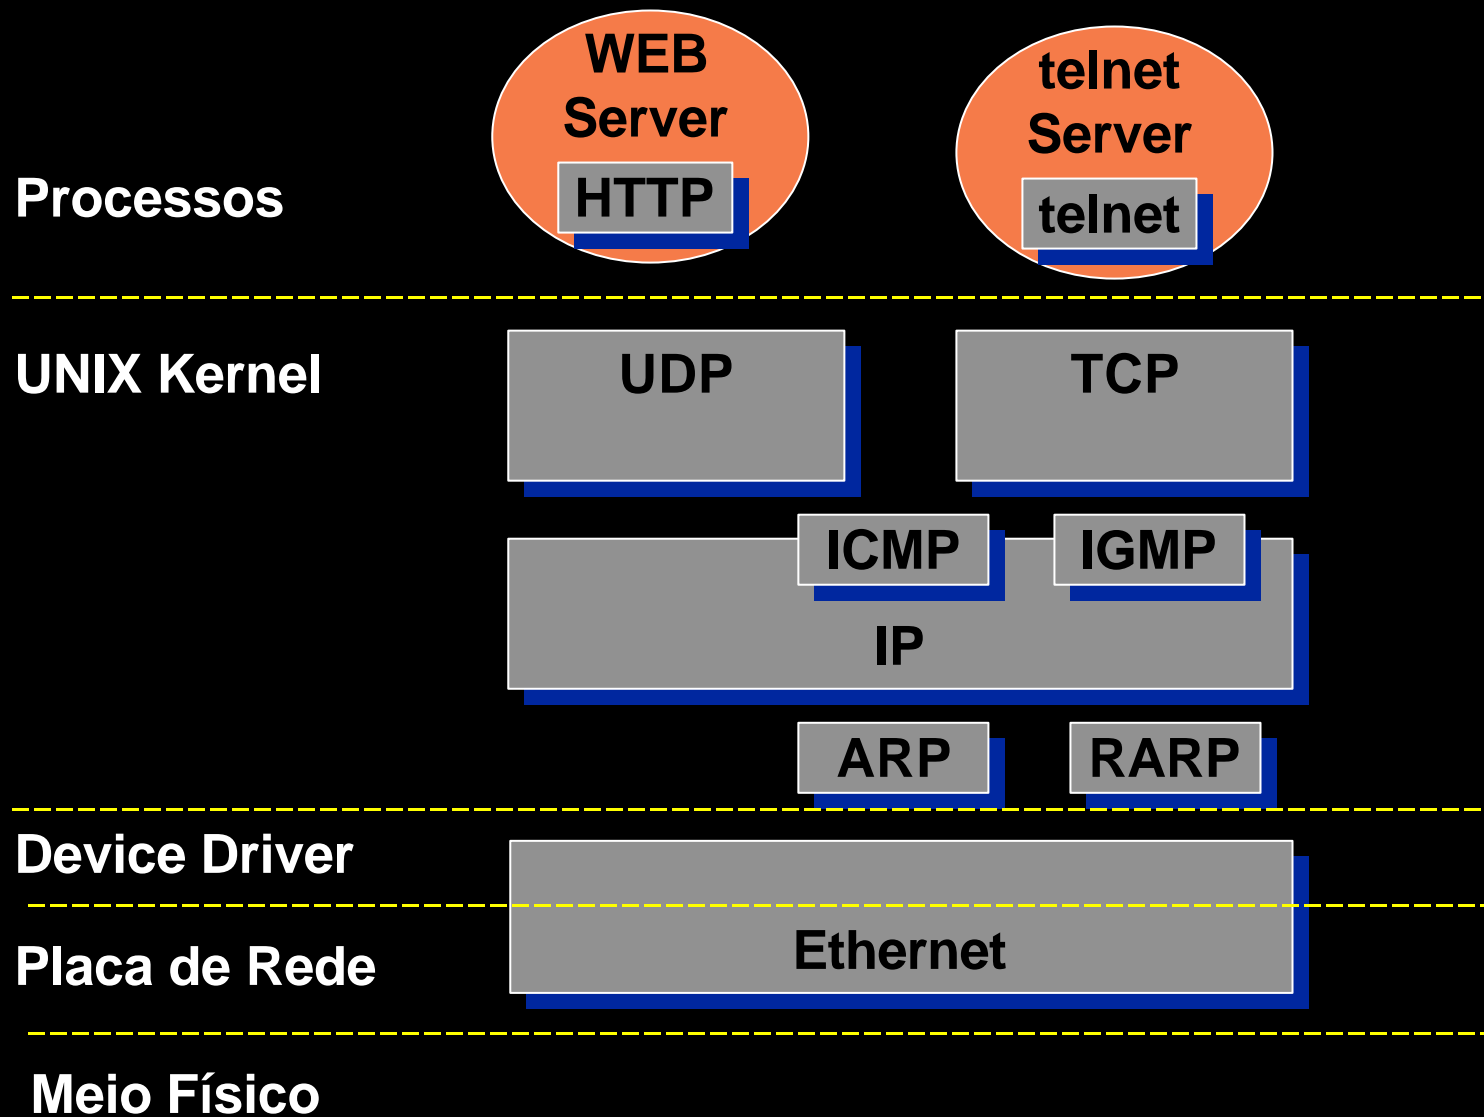 WEB
Server
HTTP
telnet
Server
telnet
Processos
UNIX Kernel
UDP
TCP
ICMP
IGMP
IP
ARP
RARP
Device Driver
Ethernet
Placa de Rede
Meio Físico